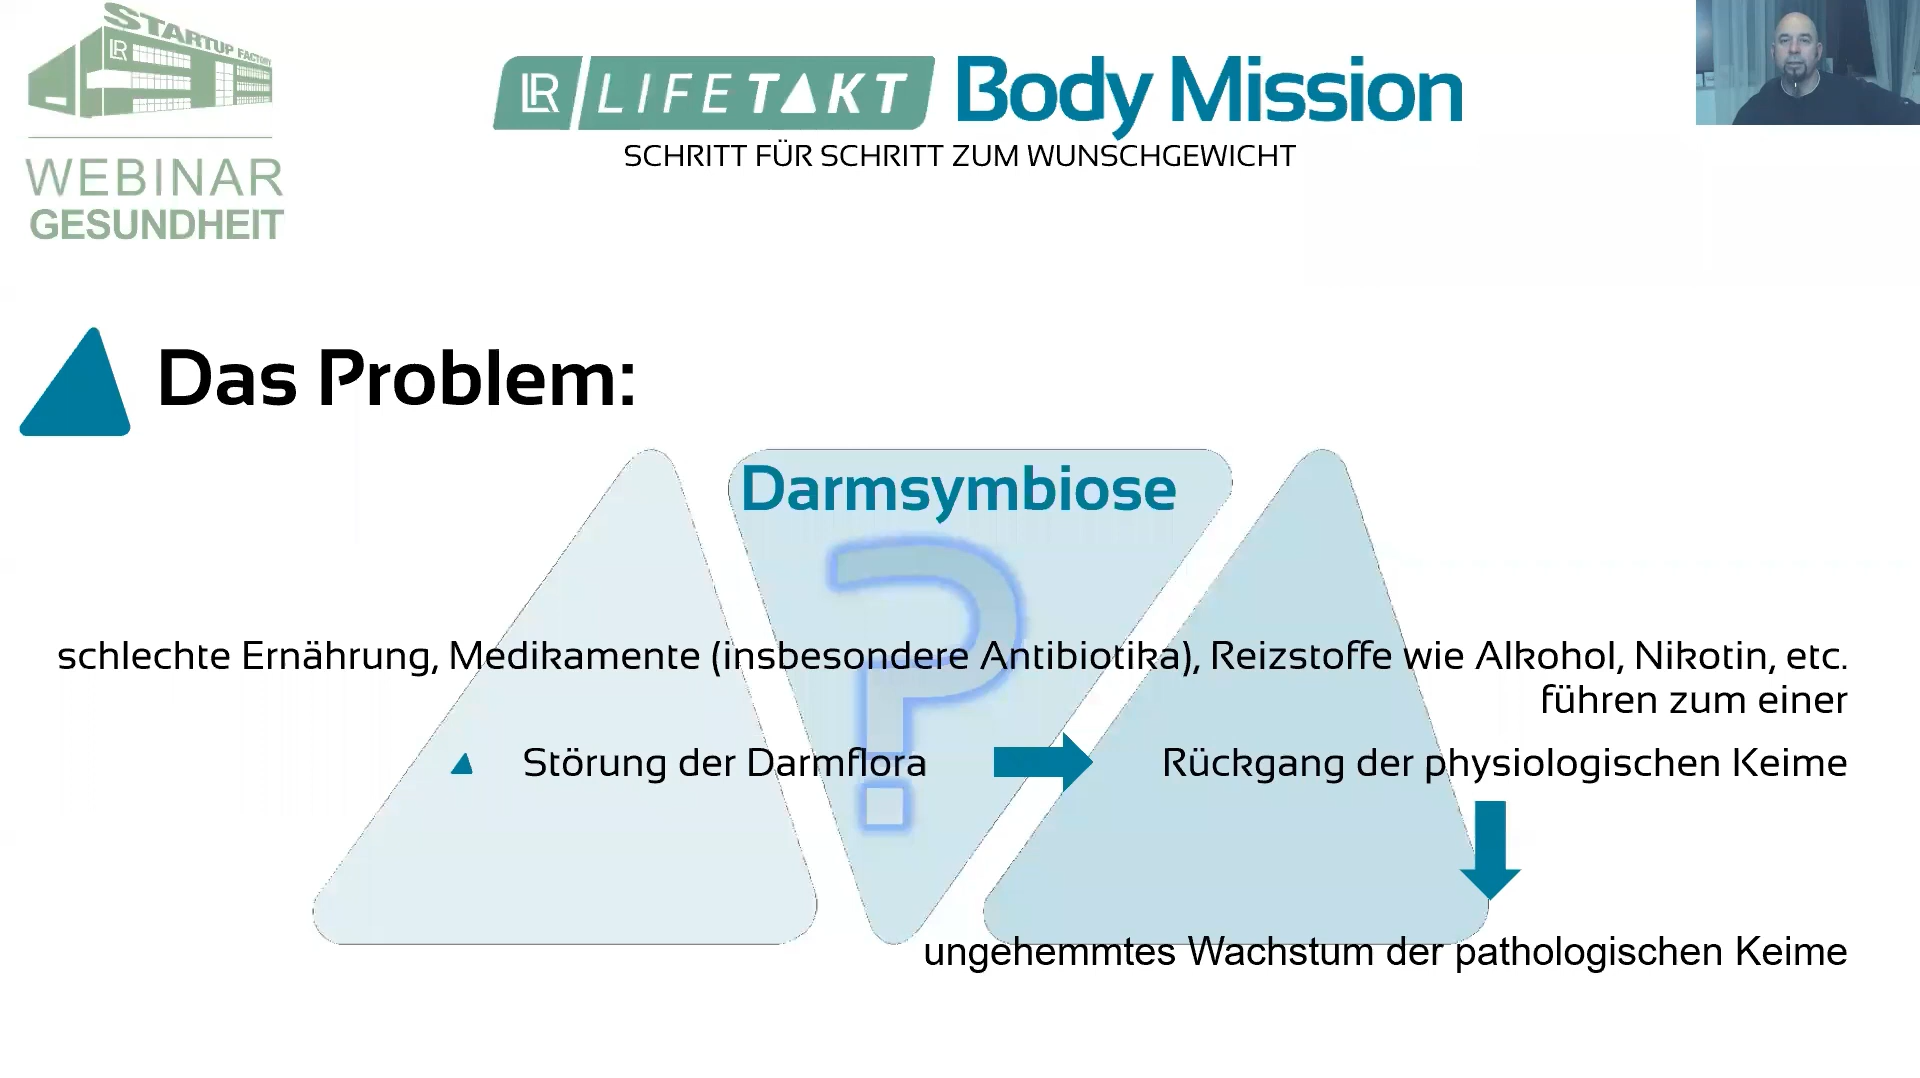 STARTUP FACTORY
LR
WEBINAR
GESUNDHEIT
LR LIFETAKT Body Mission
SCHRITT FÜR SCHRITT ZUM WUNSCHGEWICHT
Das Problem:
Darmsymbiose
?
schlechte Ernährung, Medikamente (insbesondere Antibiotika), Reizstoffe wie Alkohol, Nikotin, etc.
führen zum einer
Störung der Darmflora
Rückgang der physiologischen Keime
ungehemmtes Wachstum der pathologischen Keime